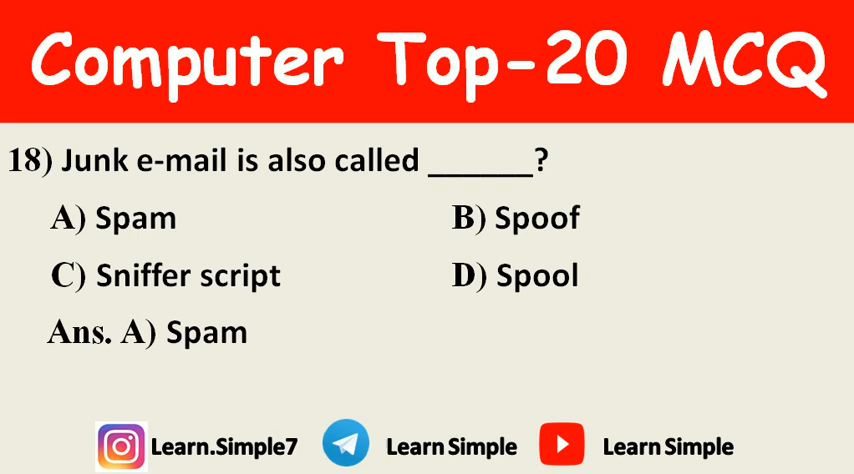 Computer Top-20 MCQ
18) Junk e-mail is also called ______?
A) Spam B) Spoof
C) Sniffer script D) Spool
Ans. A) Spam
Learn.Simple7 Learn Simple Learn Simple